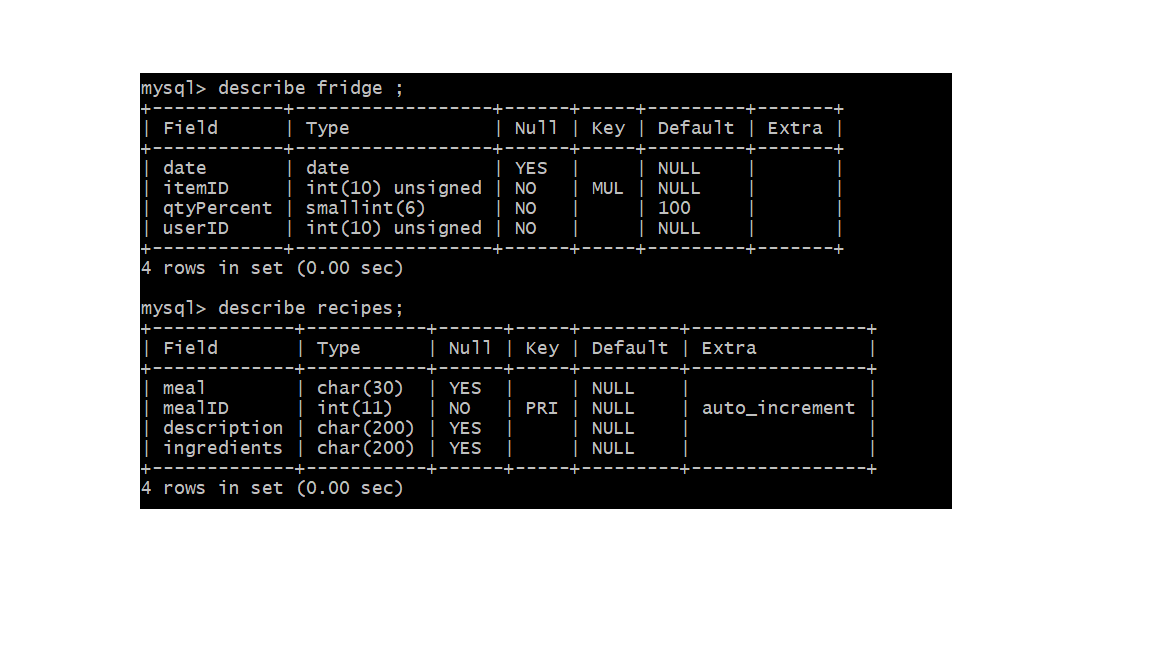 mysql> describe fridge ;
+------------+------------------+------+-----+---------+-------+
| Field      | Type             | Null | Key | Default | Extra |
+------------+------------------+------+-----+---------+-------+
| date       | date             | YES  |     | NULL    |       |
| itemID     | int(10) unsigned | NO   | MUL | NULL    |       |
| qtyPercent | smallint(6)      | NO   |     | 100     |       |
| userID     | int(10) unsigned | NO   |     | NULL    |       |
+------------+------------------+------+-----+---------+-------+
4 rows in set (0.00 sec)

mysql> describe recipes;
+-------------+-----------+------+-----+---------+----------------+
| Field       | Type      | Null | Key | Default | Extra          |
+-------------+-----------+------+-----+---------+----------------+
| meal        | char(30)  | YES  |     | NULL    |                |
| mealID      | int(11)   | NO   | PRI | NULL    | auto_increment |
| description | char(200) | YES  |     | NULL    |                |
| ingredients | char(200) | YES  |     | NULL    |                |
+-------------+-----------+------+-----+---------+----------------+
4 rows in set (0.00 sec)